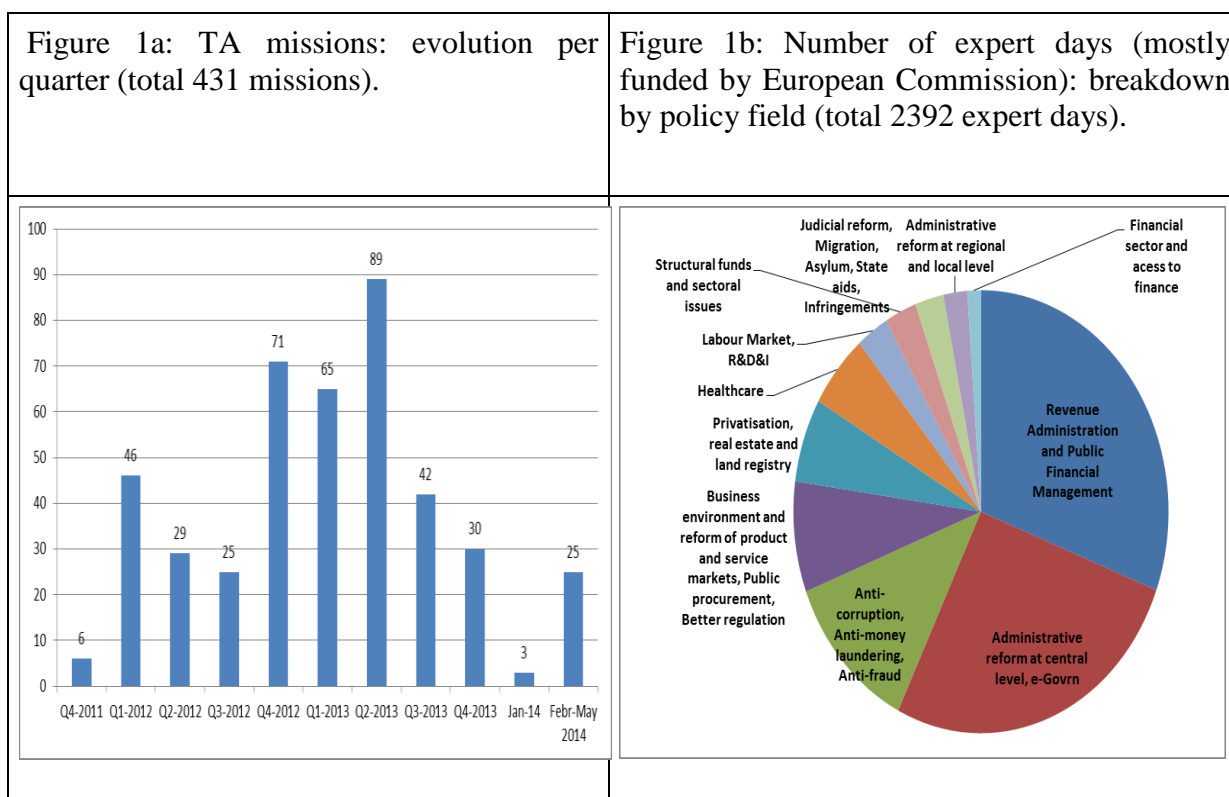 Figure 1a: TA missions: evolution per
quarter (total 431 missions).
Figure 1b: Number of expert days (mostly
funded by European Commission): breakdown
by policy field (total 2392 expert days).
100
90
80
70
60
50
40
30
20
10
0
6
46
29
25
71
65
89
42
30
3
25
Q4-2011 Q1-2012 Q2-2012 Q3-2012 Q4-2012 Q1-2013 Q2-2013 Q3-2013 Q4-2013 Jan-14 Febr-May
2014
Judicial reform,
Migration,
Asylum, State
aids,
Infringements
Administrative
reform at regional
and local level
Financial
sector and
acess to
finance
Structural funds
and sectoral
issues
Labour Market,
R&D&I
Healthcare
Privatisation,
real estate and
land registry
Business
environment and
reform of product
and service
markets, Public
procurement,
Better regulation
Anti-
corruption,
Anti-money
laundering,
Anti-fraud
Administrative
reform at central
level, e-Govrn
Revenue
Administration
and Public
Financial
Management